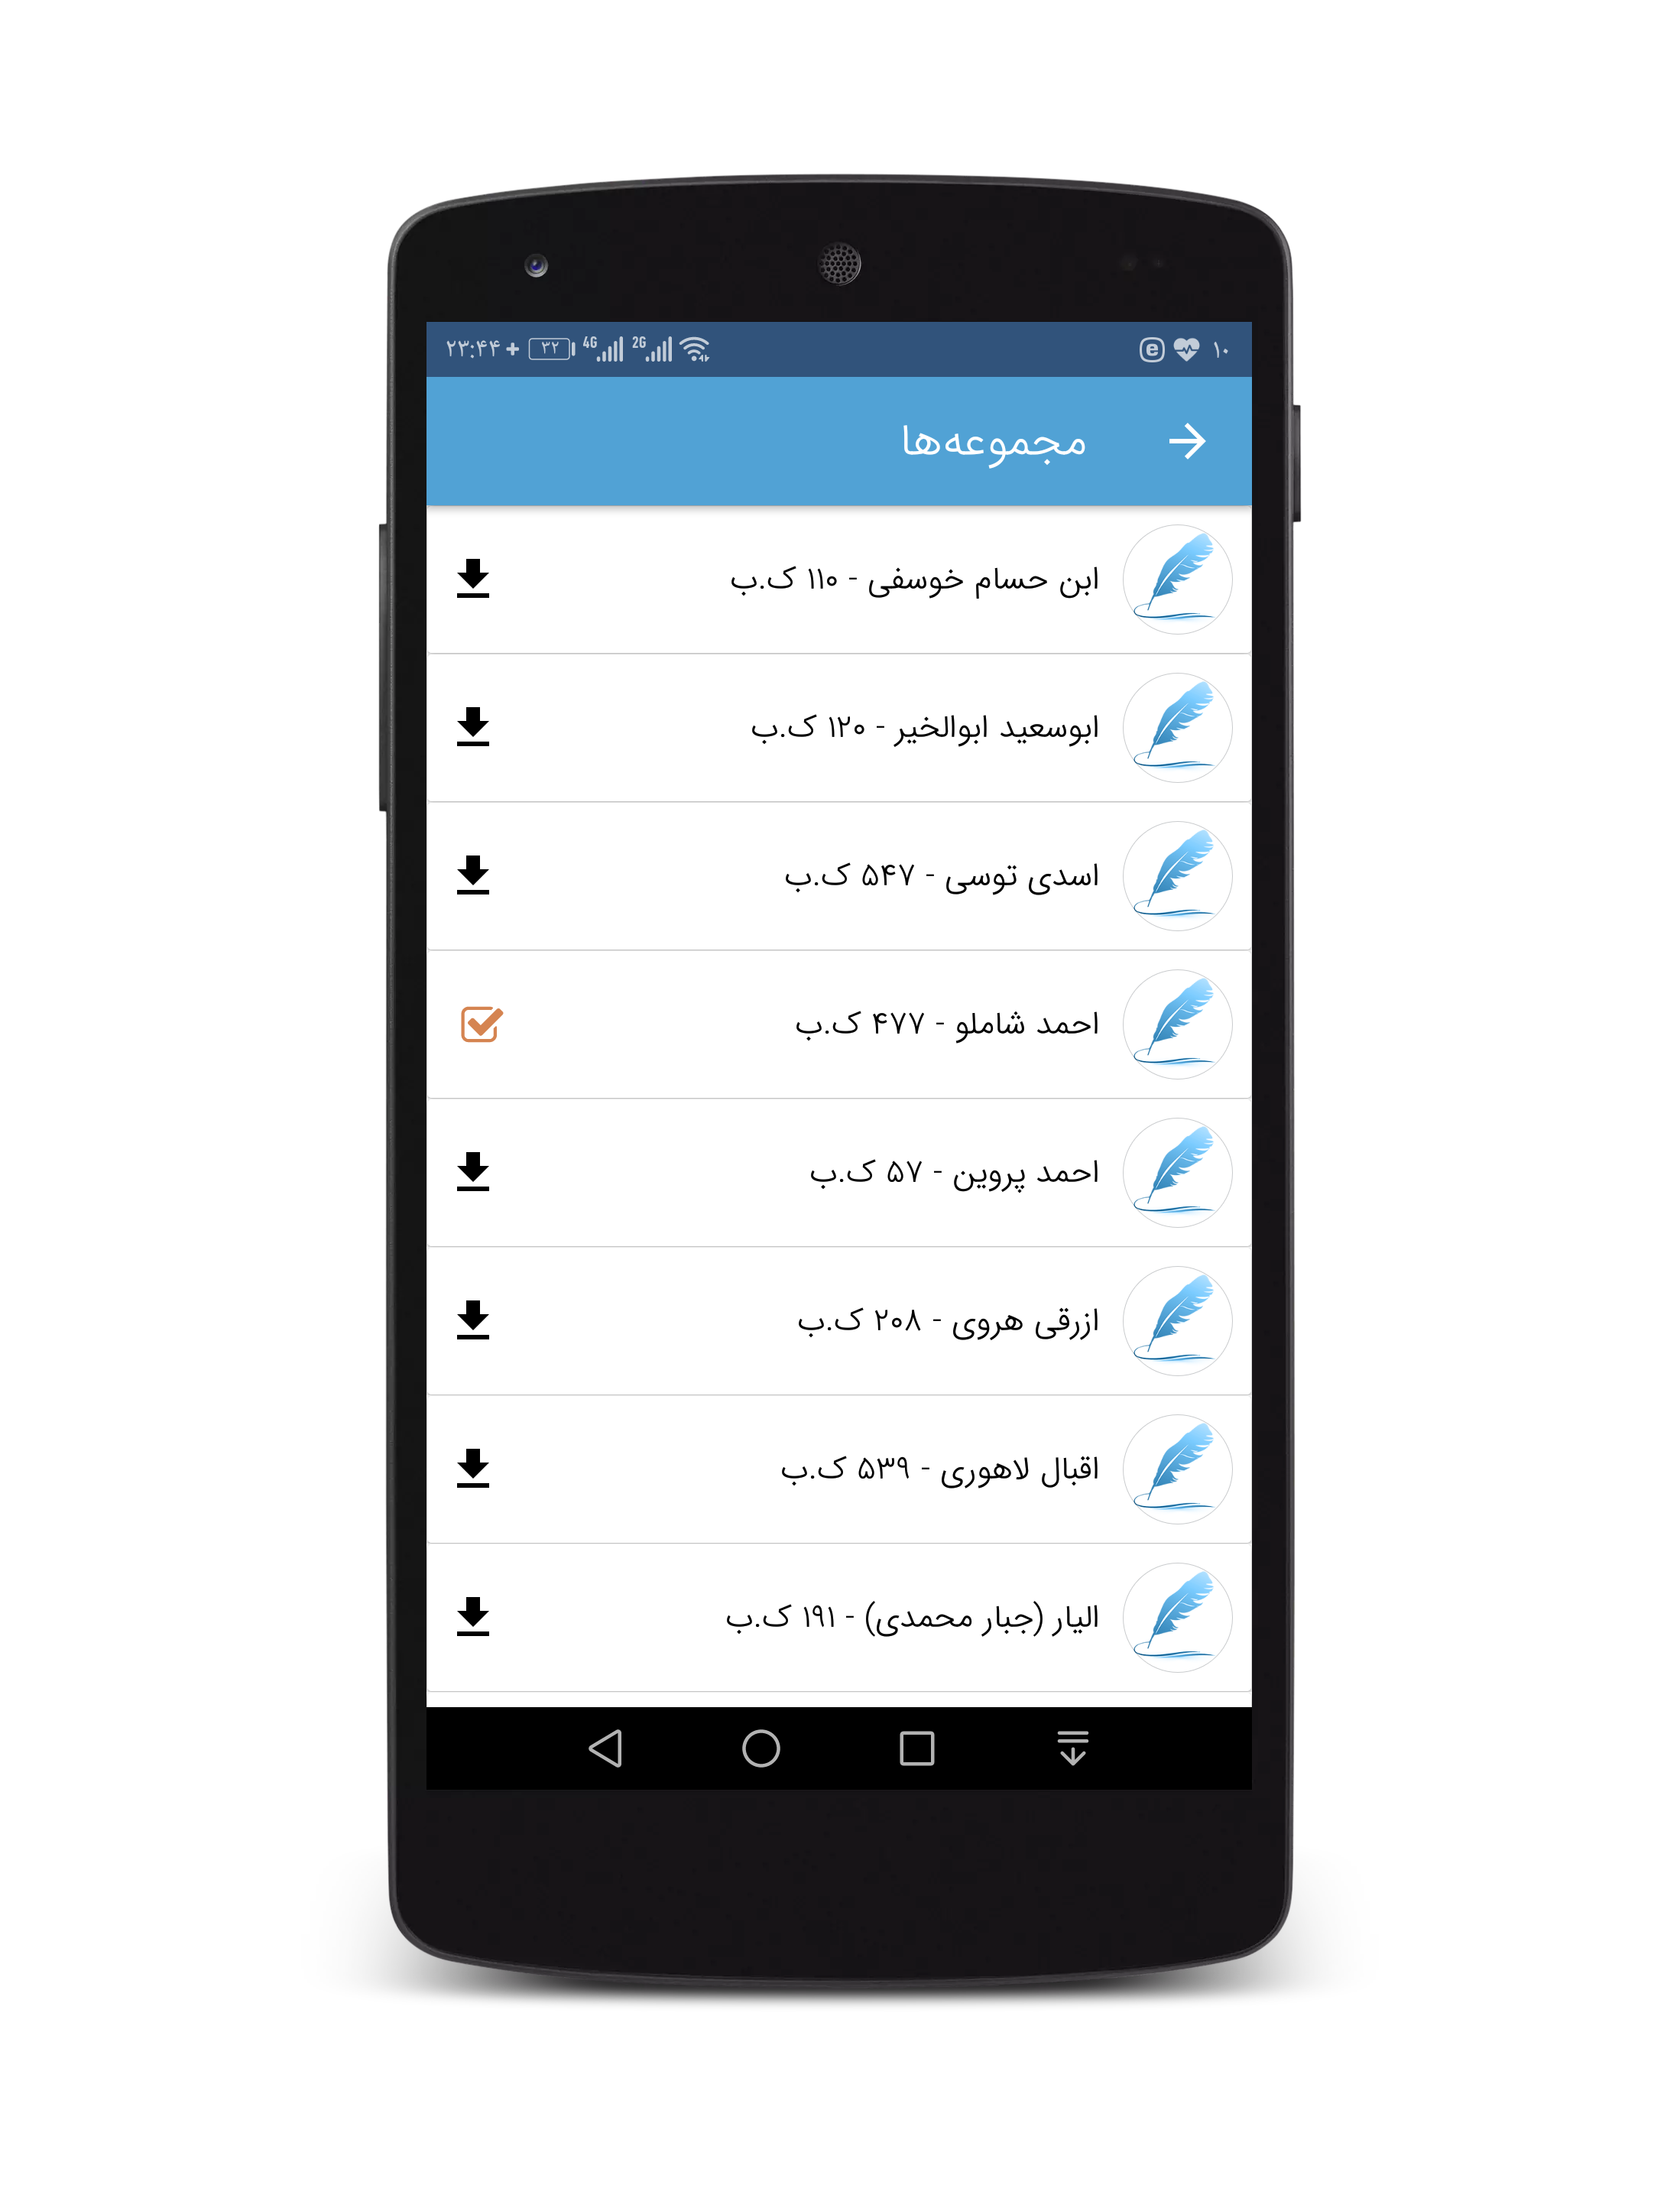 ۲۳:۴۴ + ۳۲ 4G 2G ۱۰
مجموعه‌ها
ابن حسام خوسفی - ۱۱۰ ک.ب
ابوسعید ابوالخیر - ۱۲۰ ک.ب
اسدی توسی - ۵۴۷ ک.ب
احمد شاملو - ۴۷۷ ک.ب
احمد پروین - ۵۷ ک.ب
ازرقی هروی - ۲۰۸ ک.ب
اقبال لاهوری - ۵۳۹ ک.ب
الیار (جبار محمدی) - ۱۹۱ ک.ب